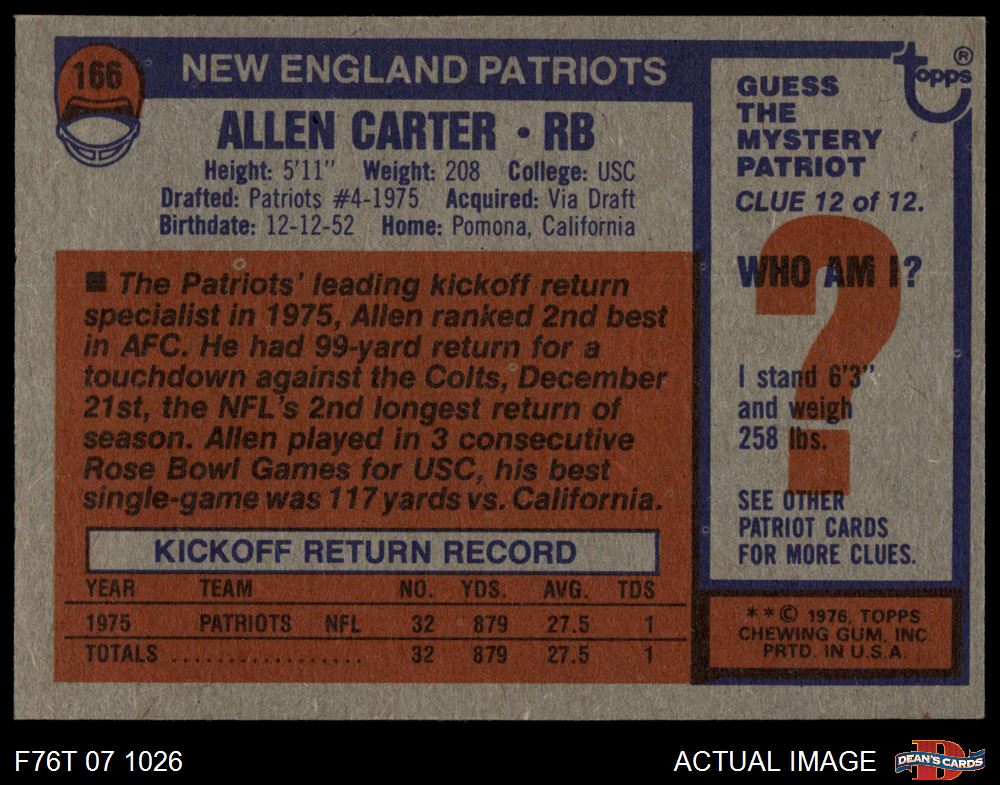 166
NEW ENGLAND PATRIOTS
ALLEN CARTER • RB
Height: 5'11" Weight: 208 College: USC
Drafted: Patriots #4-1975 Acquired: Via Draft
Birthdate: 12-12-52 Home: Pomona, California
■ The Patriots' leading kickoff return
specialist in 1975, Allen ranked 2nd best
in AFC. He had 99-yard return for a
touchdown against the Colts, December
21st, the NFL's 2nd longest return of
season. Allen played in 3 consecutive
Rose Bowl Games for USC, his best
single-game was 117 yards vs. California.
KICKOFF RETURN RECORD
YEAR TEAM NO. YDS. AVG. TDS
1975 PATRIOTS NFL 32 879 27.5 1
TOTALS .................. 32 879 27.5 1
topps ®
GUESS
THE
MYSTERY
PATRIOT
CLUE 12 of 12.
?
WHO AM I?
I stand 6'3"
and weigh
258 lbs.
SEE OTHER
PATRIOT CARDS
FOR MORE CLUES.
**© 1976, TOPPS
CHEWING GUM, INC.
PRTD. IN U.S.A.
F76T 07 1026
ACTUAL IMAGE
D
DEAN'S CARDS